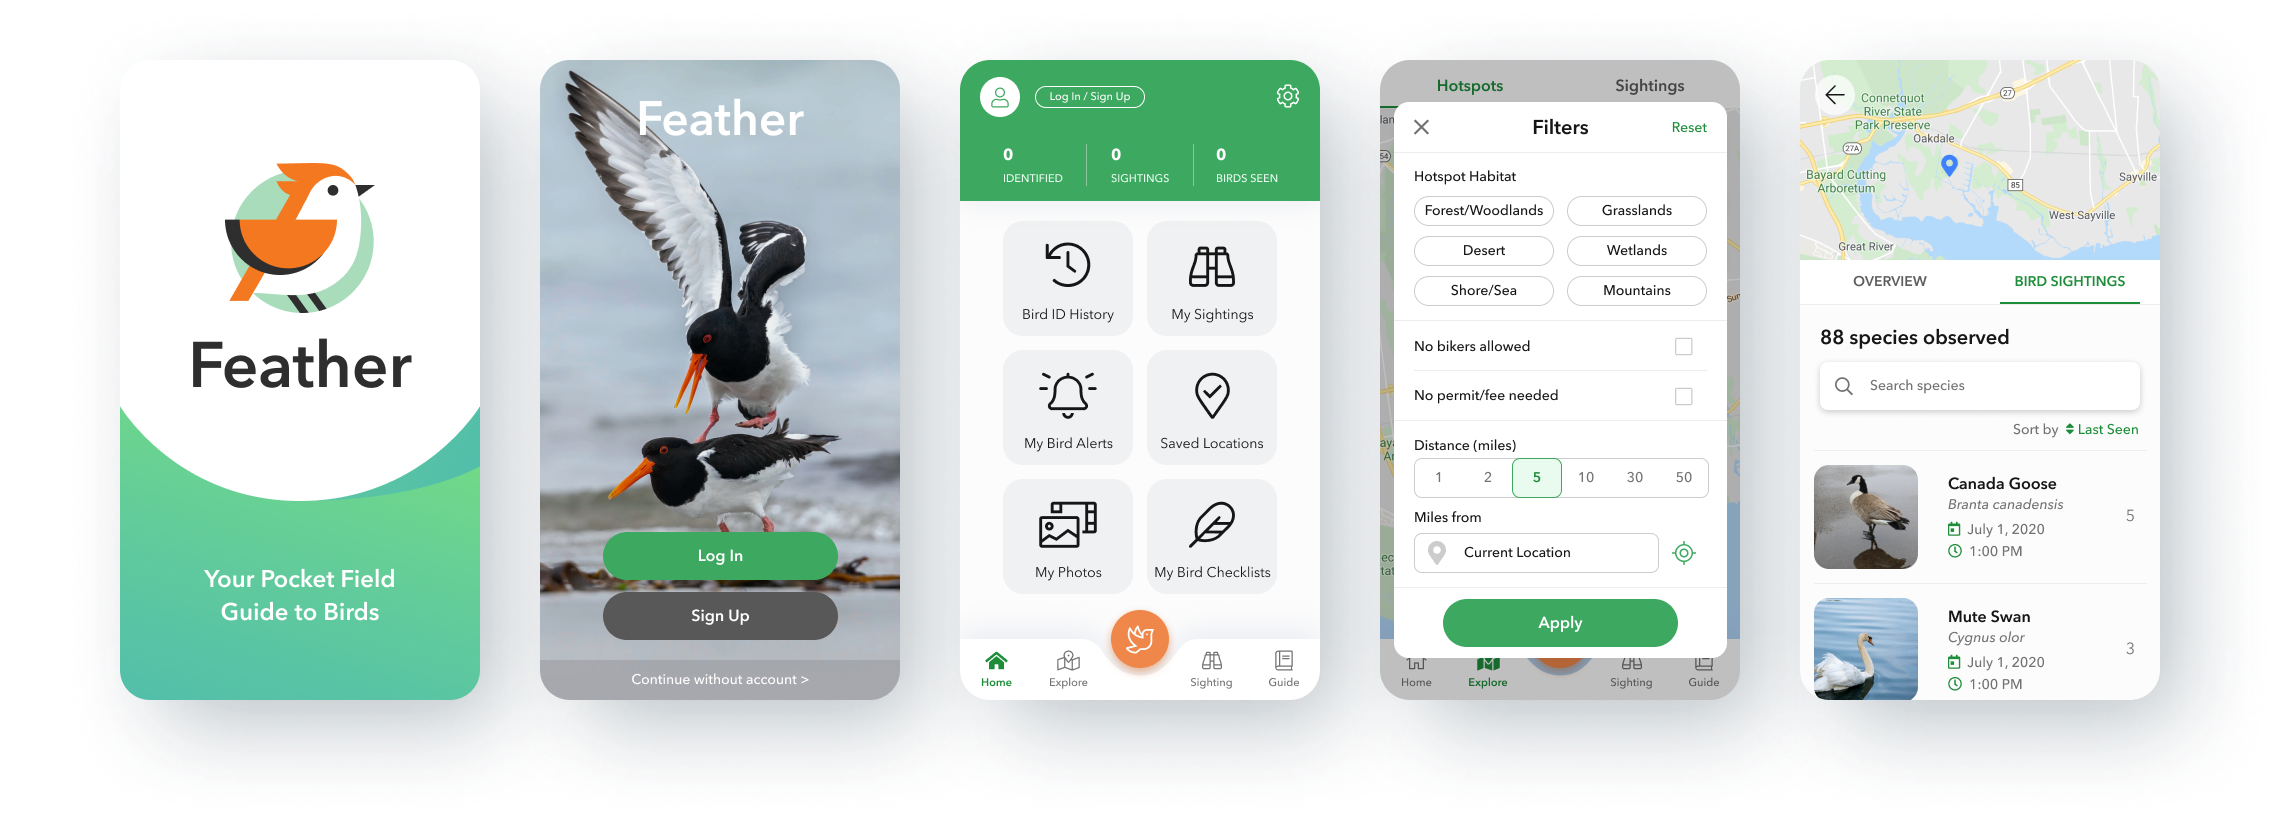 Feather
Your Pocket Field
Guide to Birds
Feather
Log In
Sign Up
Continue without account >
Log In / Sign Up
0
IDENTIFIED
0
SIGHTINGS
0
BIRDS SEEN
Bird ID History
My Sightings
My Bird Alerts
Saved Locations
My Photos
My Bird Checklists
Home
Explore
Sighting
Guide
Hotspots
Sightings
Filters
Reset
Hotspot Habitat
Forest/Woodlands
Grasslands
Desert
Wetlands
Shore/Sea
Mountains
No bikers allowed
No permit/fee needed
Distance (miles)
1 2 5 10 30 50
Miles from
Current Location
Apply
Home
Explore
Sighting
Guide
Connetquot
River State
Park Preserve
27
Oakdale
27A
Bayard Cutting
Arboretum
85
Sayville
West Sayville
Great River
OVERVIEW
BIRD SIGHTINGS
88 species observed
Search species
Sort by Last Seen
Canada Goose
Branta canadensis
July 1, 2020
1:00 PM
5
Mute Swan
Cygnus olor
July 1, 2020
1:00 PM
3